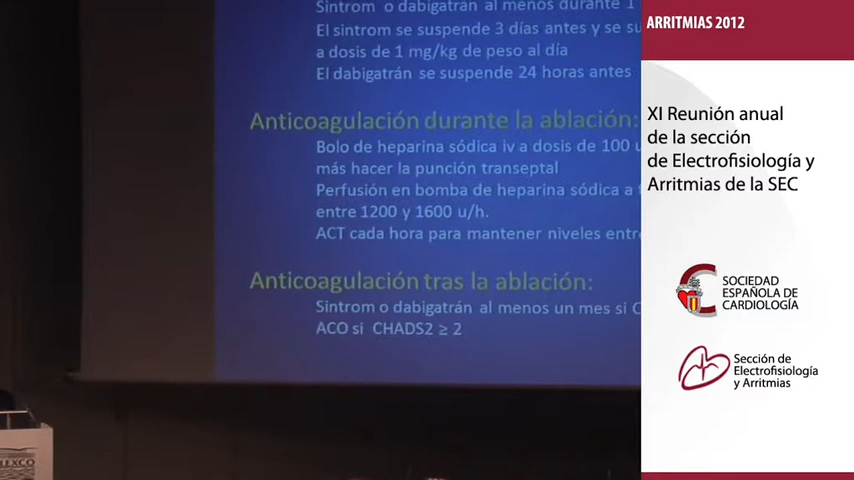 Sintrom o dabigatrán al menos durante 1
El sintrom se suspende 3 días antes y se su
a dosis de 1 mg/kg de peso al día
El dabigatrán se suspende 24 horas antes
Anticoagulación durante la ablación:
Bolo de heparina sódica iv a dosis de 100 u
más hacer la punción transeptal
Perfusión en bomba de heparina sódica a
entre 1200 y 1600 u/h.
ACT cada hora para mantener niveles entre
Anticoagulación tras la ablación:
Sintrom o dabigatrán al menos un mes si C
ACO si CHADS2 ≥ 2
LEXCO
ARRITMIAS 2012
XI Reunión anual
de la sección
de Electrofisiología y
Arritmias de la SEC
SOCIEDAD
ESPAÑOLA DE
CARDIOLOGÍA
Sección de
Electrofisiología
y Arritmias